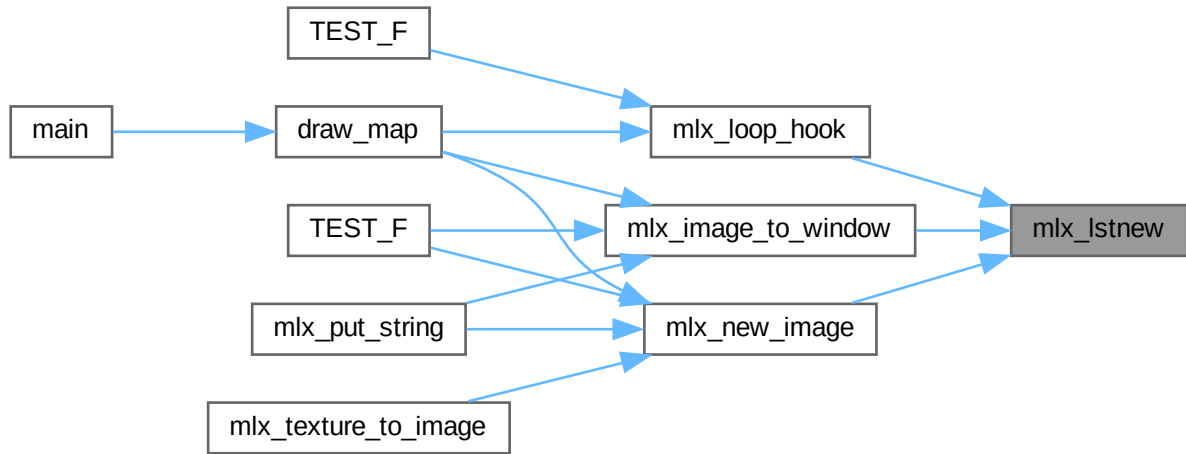 TEST_F
main
draw_map
mlx_loop_hook
TEST_F
mlx_image_to_window
mlx_lstnew
mlx_put_string
mlx_new_image
mlx_texture_to_image